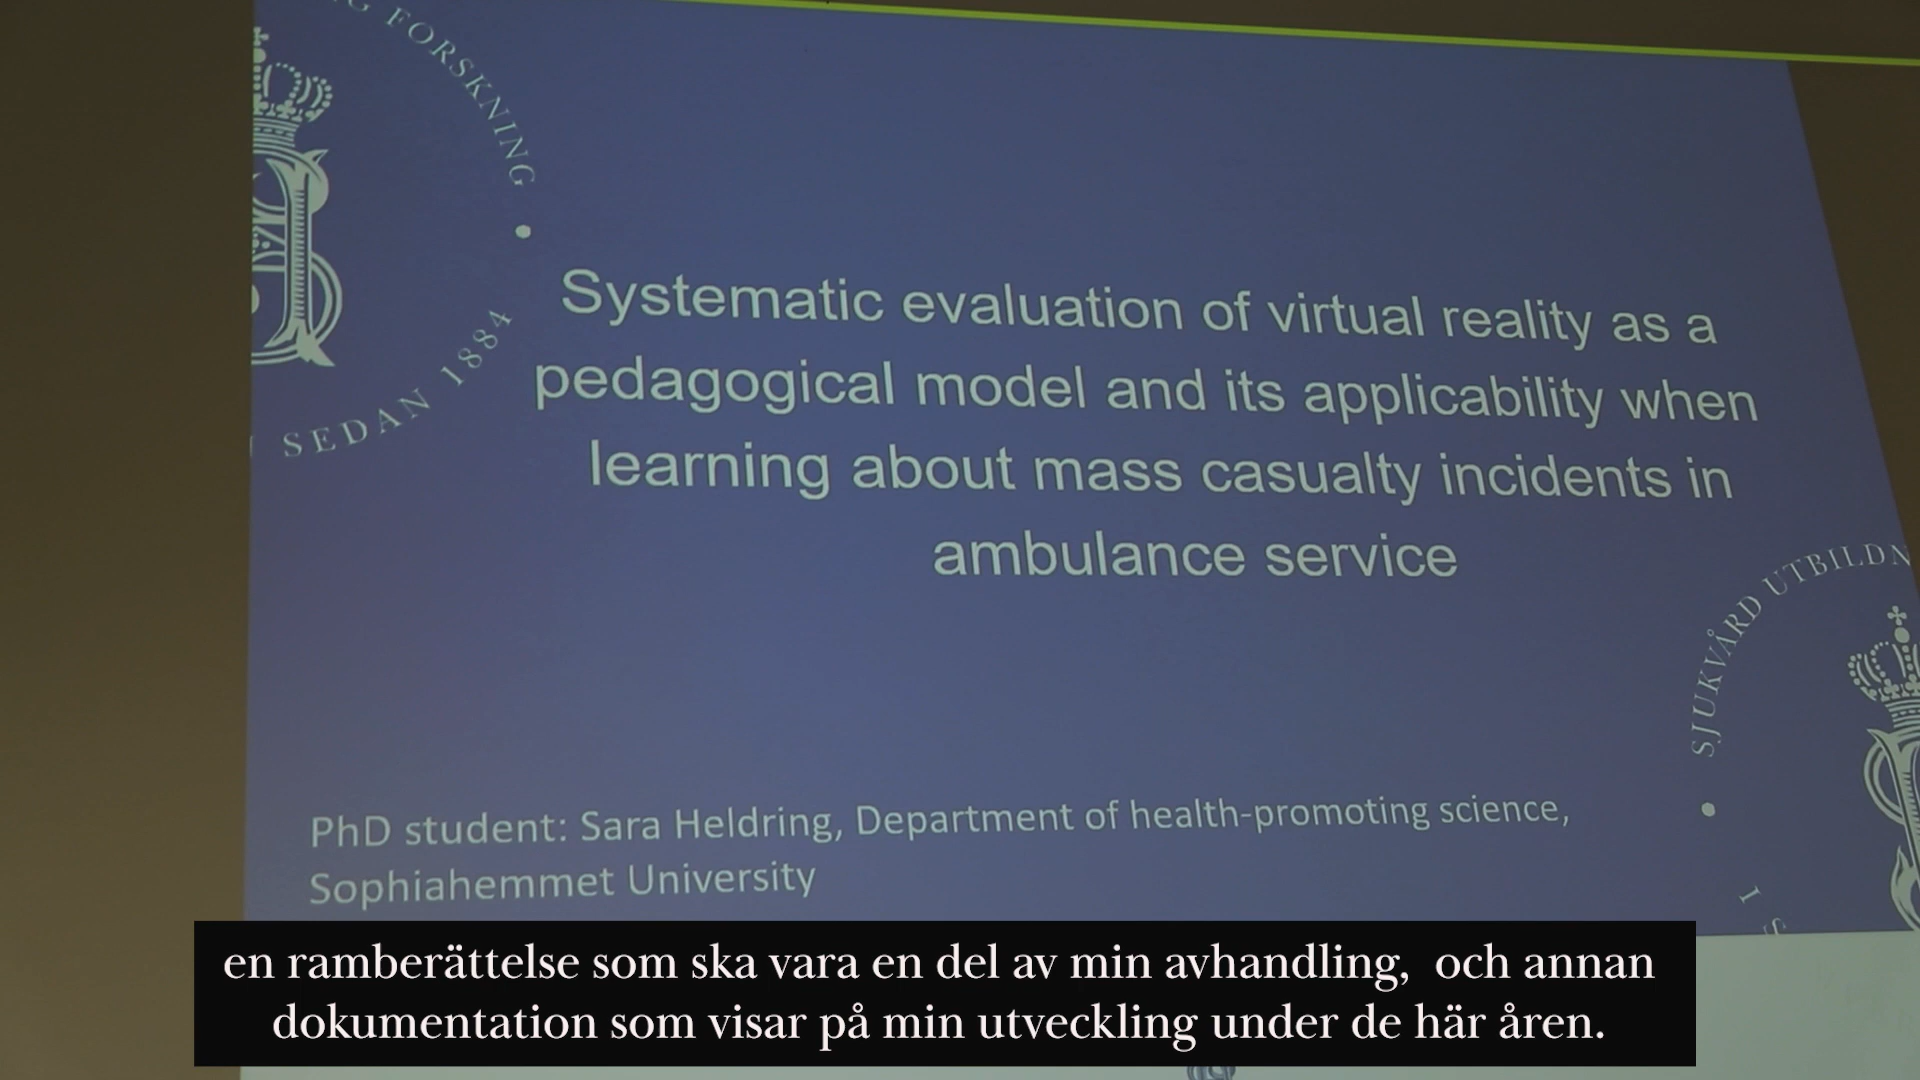 FORSKNING
SEDAN 1884
Systematic evaluation of virtual reality as a
pedagogical model and its applicability when
learning about mass casualty incidents in
ambulance service
SJUKVÅRD UTBILDN
PhD student: Sara Heldring, Department of health-promoting science,
Sophiahemmet University
en ramberättelse som ska vara en del av min avhandling, och annan
dokumentation som visar på min utveckling under de här åren.